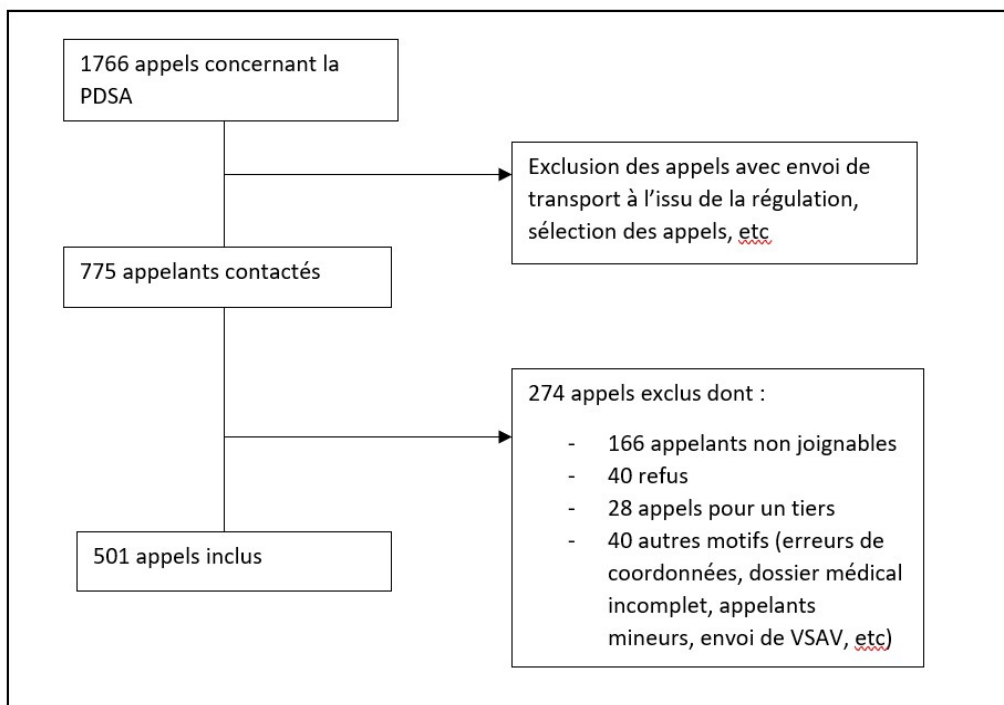 1766 appels concernant la
PDSA
Exclusion des appels avec envoi de
transport à l’issu de la régulation,
sélection des appels, etc
775 appelants contactés
274 appels exclus dont :
- 166 appelants non joignables
- 40 refus
- 28 appels pour un tiers
- 40 autres motifs (erreurs de
coordonnées, dossier médical
incomplet, appelants
mineurs, envoi de VSAV, etc)
501 appels inclus